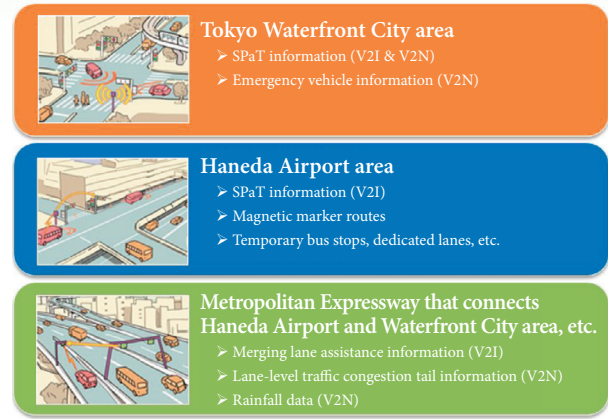 Tokyo Waterfront City area
➢ SPaT information (V2I & V2N)
➢ Emergency vehicle information (V2N)
Haneda Airport area
➢ SPaT information (V2I)
➢ Magnetic marker routes
➢ Temporary bus stops, dedicated lanes, etc.
Metropolitan Expressway that connects
Haneda Airport and Waterfront City area, etc.
➢ Merging lane assistance information (V2I)
➢ Lane-level traffic congestion tail information (V2N)
➢ Rainfall data (V2N)